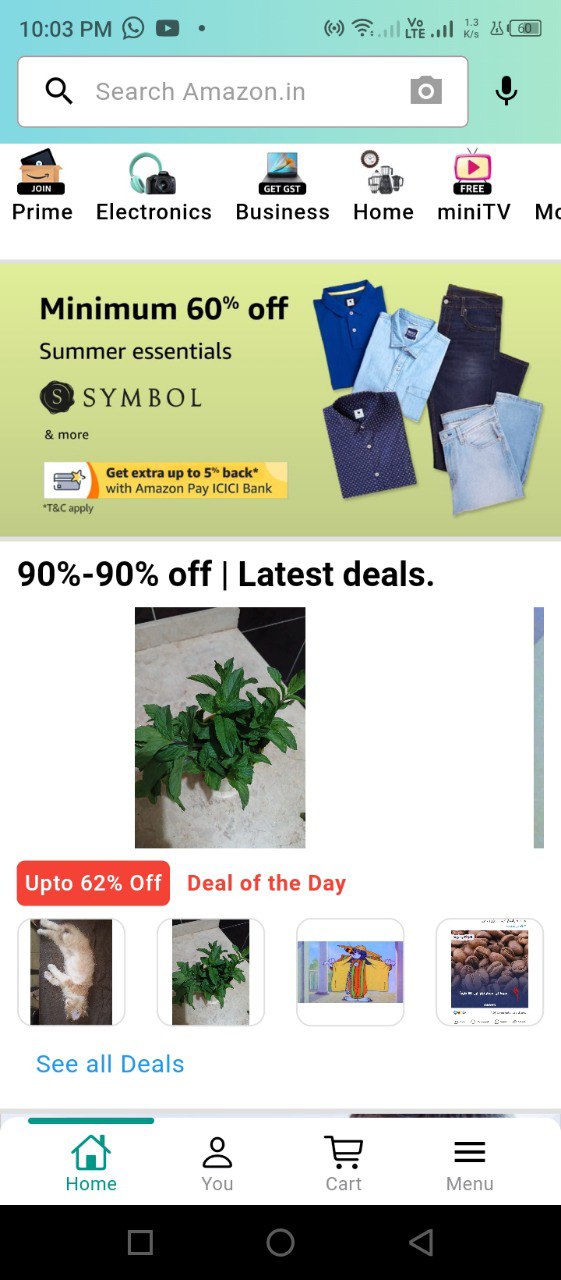 10:03 PM
Vo
LTE
1.3
K/s
60
Search Amazon.in
JOIN
GET GST
FREE
Prime Electronics Business Home miniTV Mo
Minimum 60% off
Summer essentials
S SYMBOL
& more
Get extra up to 5% back*
with Amazon Pay ICICI Bank
*T&C apply
90%-90% off | Latest deals.
Upto 62% Off Deal of the Day
See all Deals
Home You Cart Menu